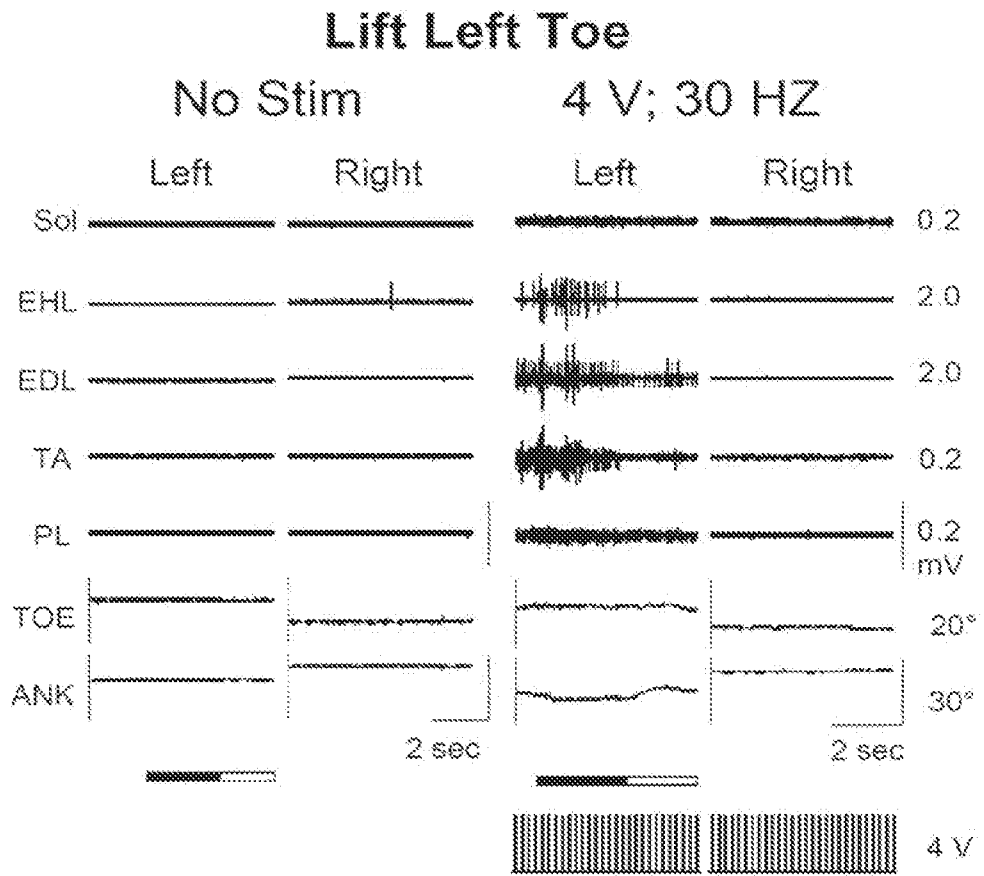 Lift Left Toe
No Stim 4 V; 30 HZ
Left Right Left Right
Sol 0.2
EHL 2.0
EDL 2.0
TA 0.2
PL 0.2
mV
TOE 20°
ANK 30°
2 sec 2 sec
4 V